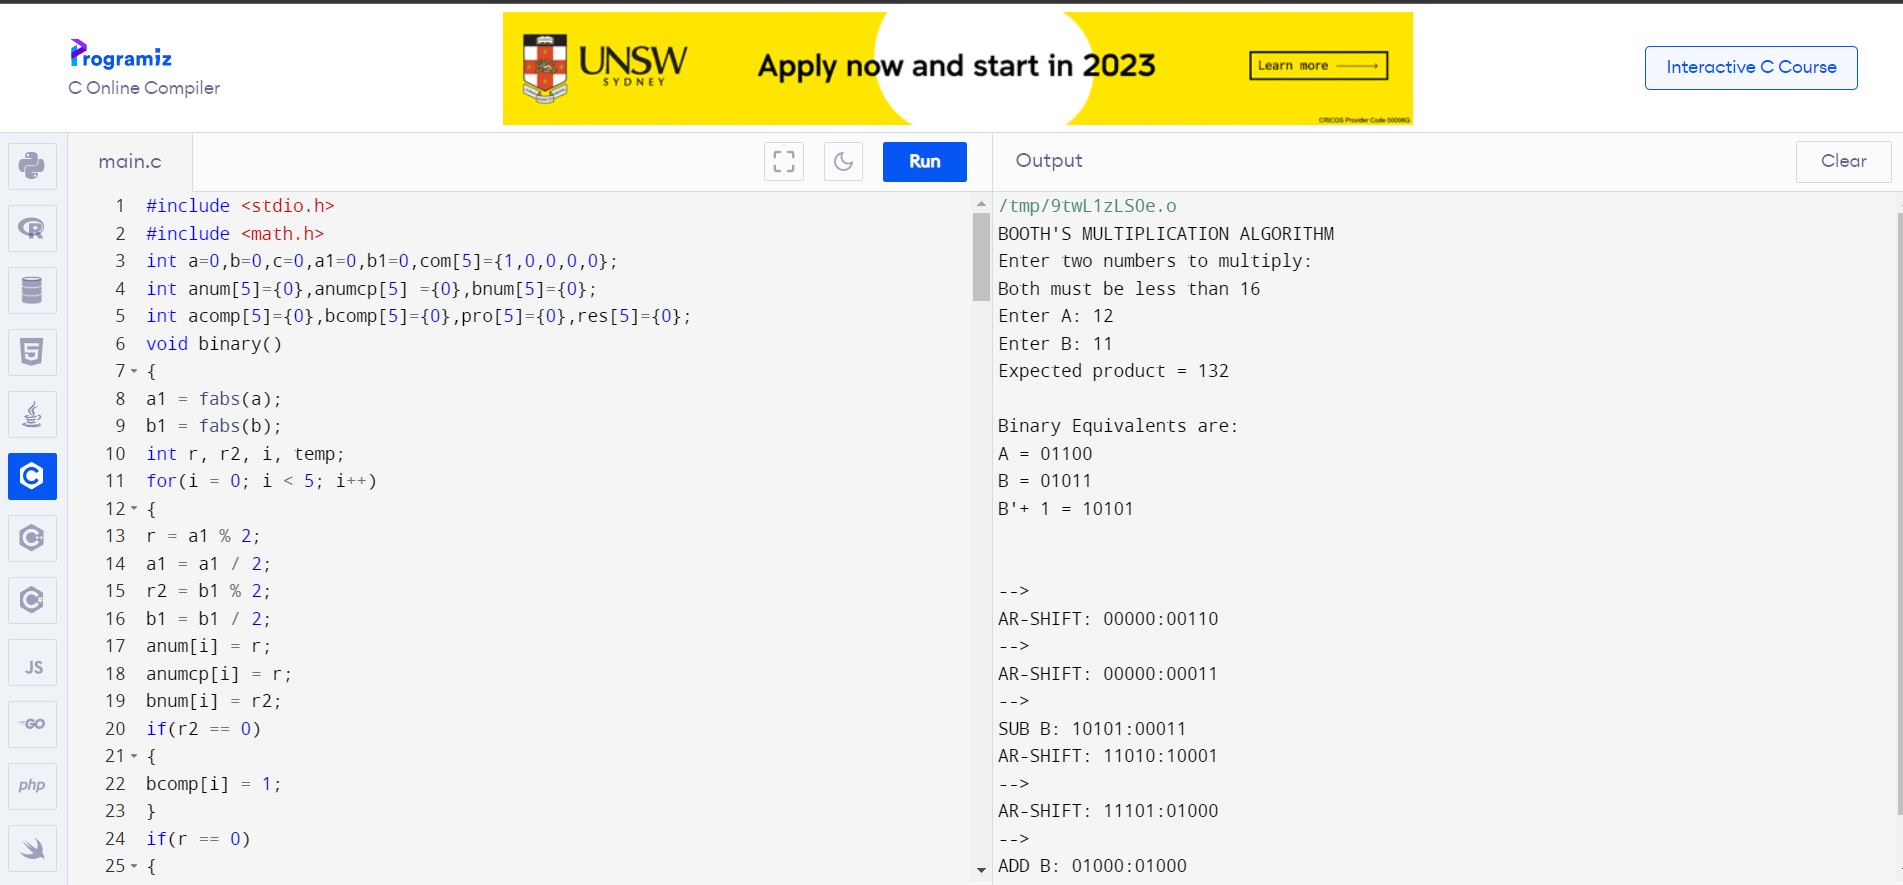 Programiz
C Online Compiler
UNSW
SYDNEY
Apply now and start in 2023
Learn more
CRICOS Provider Code 00098G
Interactive C Course
main.c
Run
Output
Clear
1 #include <stdio.h>
2 #include <math.h>
3 int a=0,b=0,c=0,a1=0,b1=0,com[5]={1,0,0,0,0};
4 int anum[5]={0},anumcp[5] ={0},bnum[5]={0};
5 int acomp[5]={0},bcomp[5]={0},pro[5]={0},res[5]={0};
6 void binary()
7 {
8 a1 = fabs(a);
9 b1 = fabs(b);
10 int r, r2, i, temp;
11 for(i = 0; i < 5; i++)
12 {
13 r = a1 % 2;
14 a1 = a1 / 2;
15 r2 = b1 % 2;
16 b1 = b1 / 2;
17 anum[i] = r;
18 anumcp[i] = r;
19 bnum[i] = r2;
20 if(r2 == 0)
21 {
22 bcomp[i] = 1;
23 }
24 if(r == 0)
25 {
/tmp/9twL1zLSOe.o
BOOTH'S MULTIPLICATION ALGORITHM
Enter two numbers to multiply:
Both must be less than 16
Enter A: 12
Enter B: 11
Expected product = 132
Binary Equivalents are:
A = 01100
B = 01011
B'+ 1 = 10101
-->
AR-SHIFT: 00000:00110
-->
AR-SHIFT: 00000:00011
-->
SUB B: 10101:00011
AR-SHIFT: 11010:10001
-->
AR-SHIFT: 11101:01000
-->
ADD B: 01000:01000
R
5
C
C
C
JS
GO
php